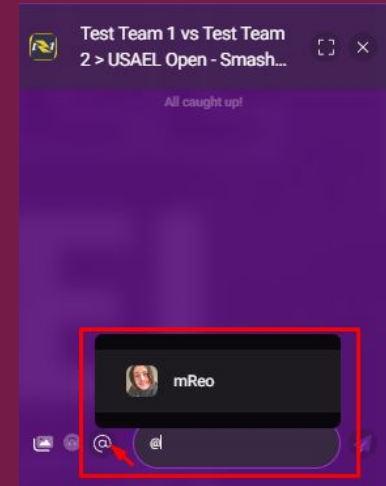 Test Team 1 vs Test Team
2 > USAEL Open - Smash...
All caught up!
mReo
@
@